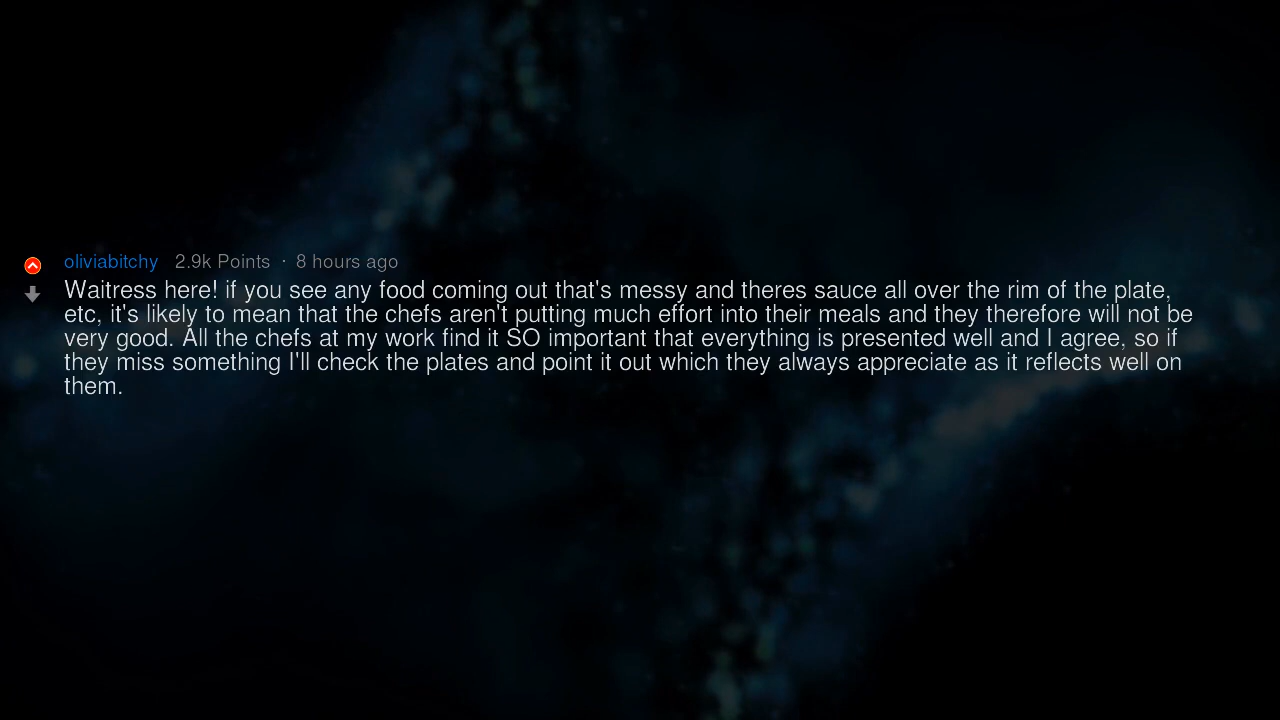 oliviabitchy 2.9k Points · 8 hours ago
Waitress here! if you see any food coming out that's messy and theres sauce all over the rim of the plate,
etc, it's likely to mean that the chefs aren't putting much effort into their meals and they therefore will not be
very good. All the chefs at my work find it SO important that everything is presented well and I agree, so if
they miss something I'll check the plates and point it out which they always appreciate as it reflects well on
them.